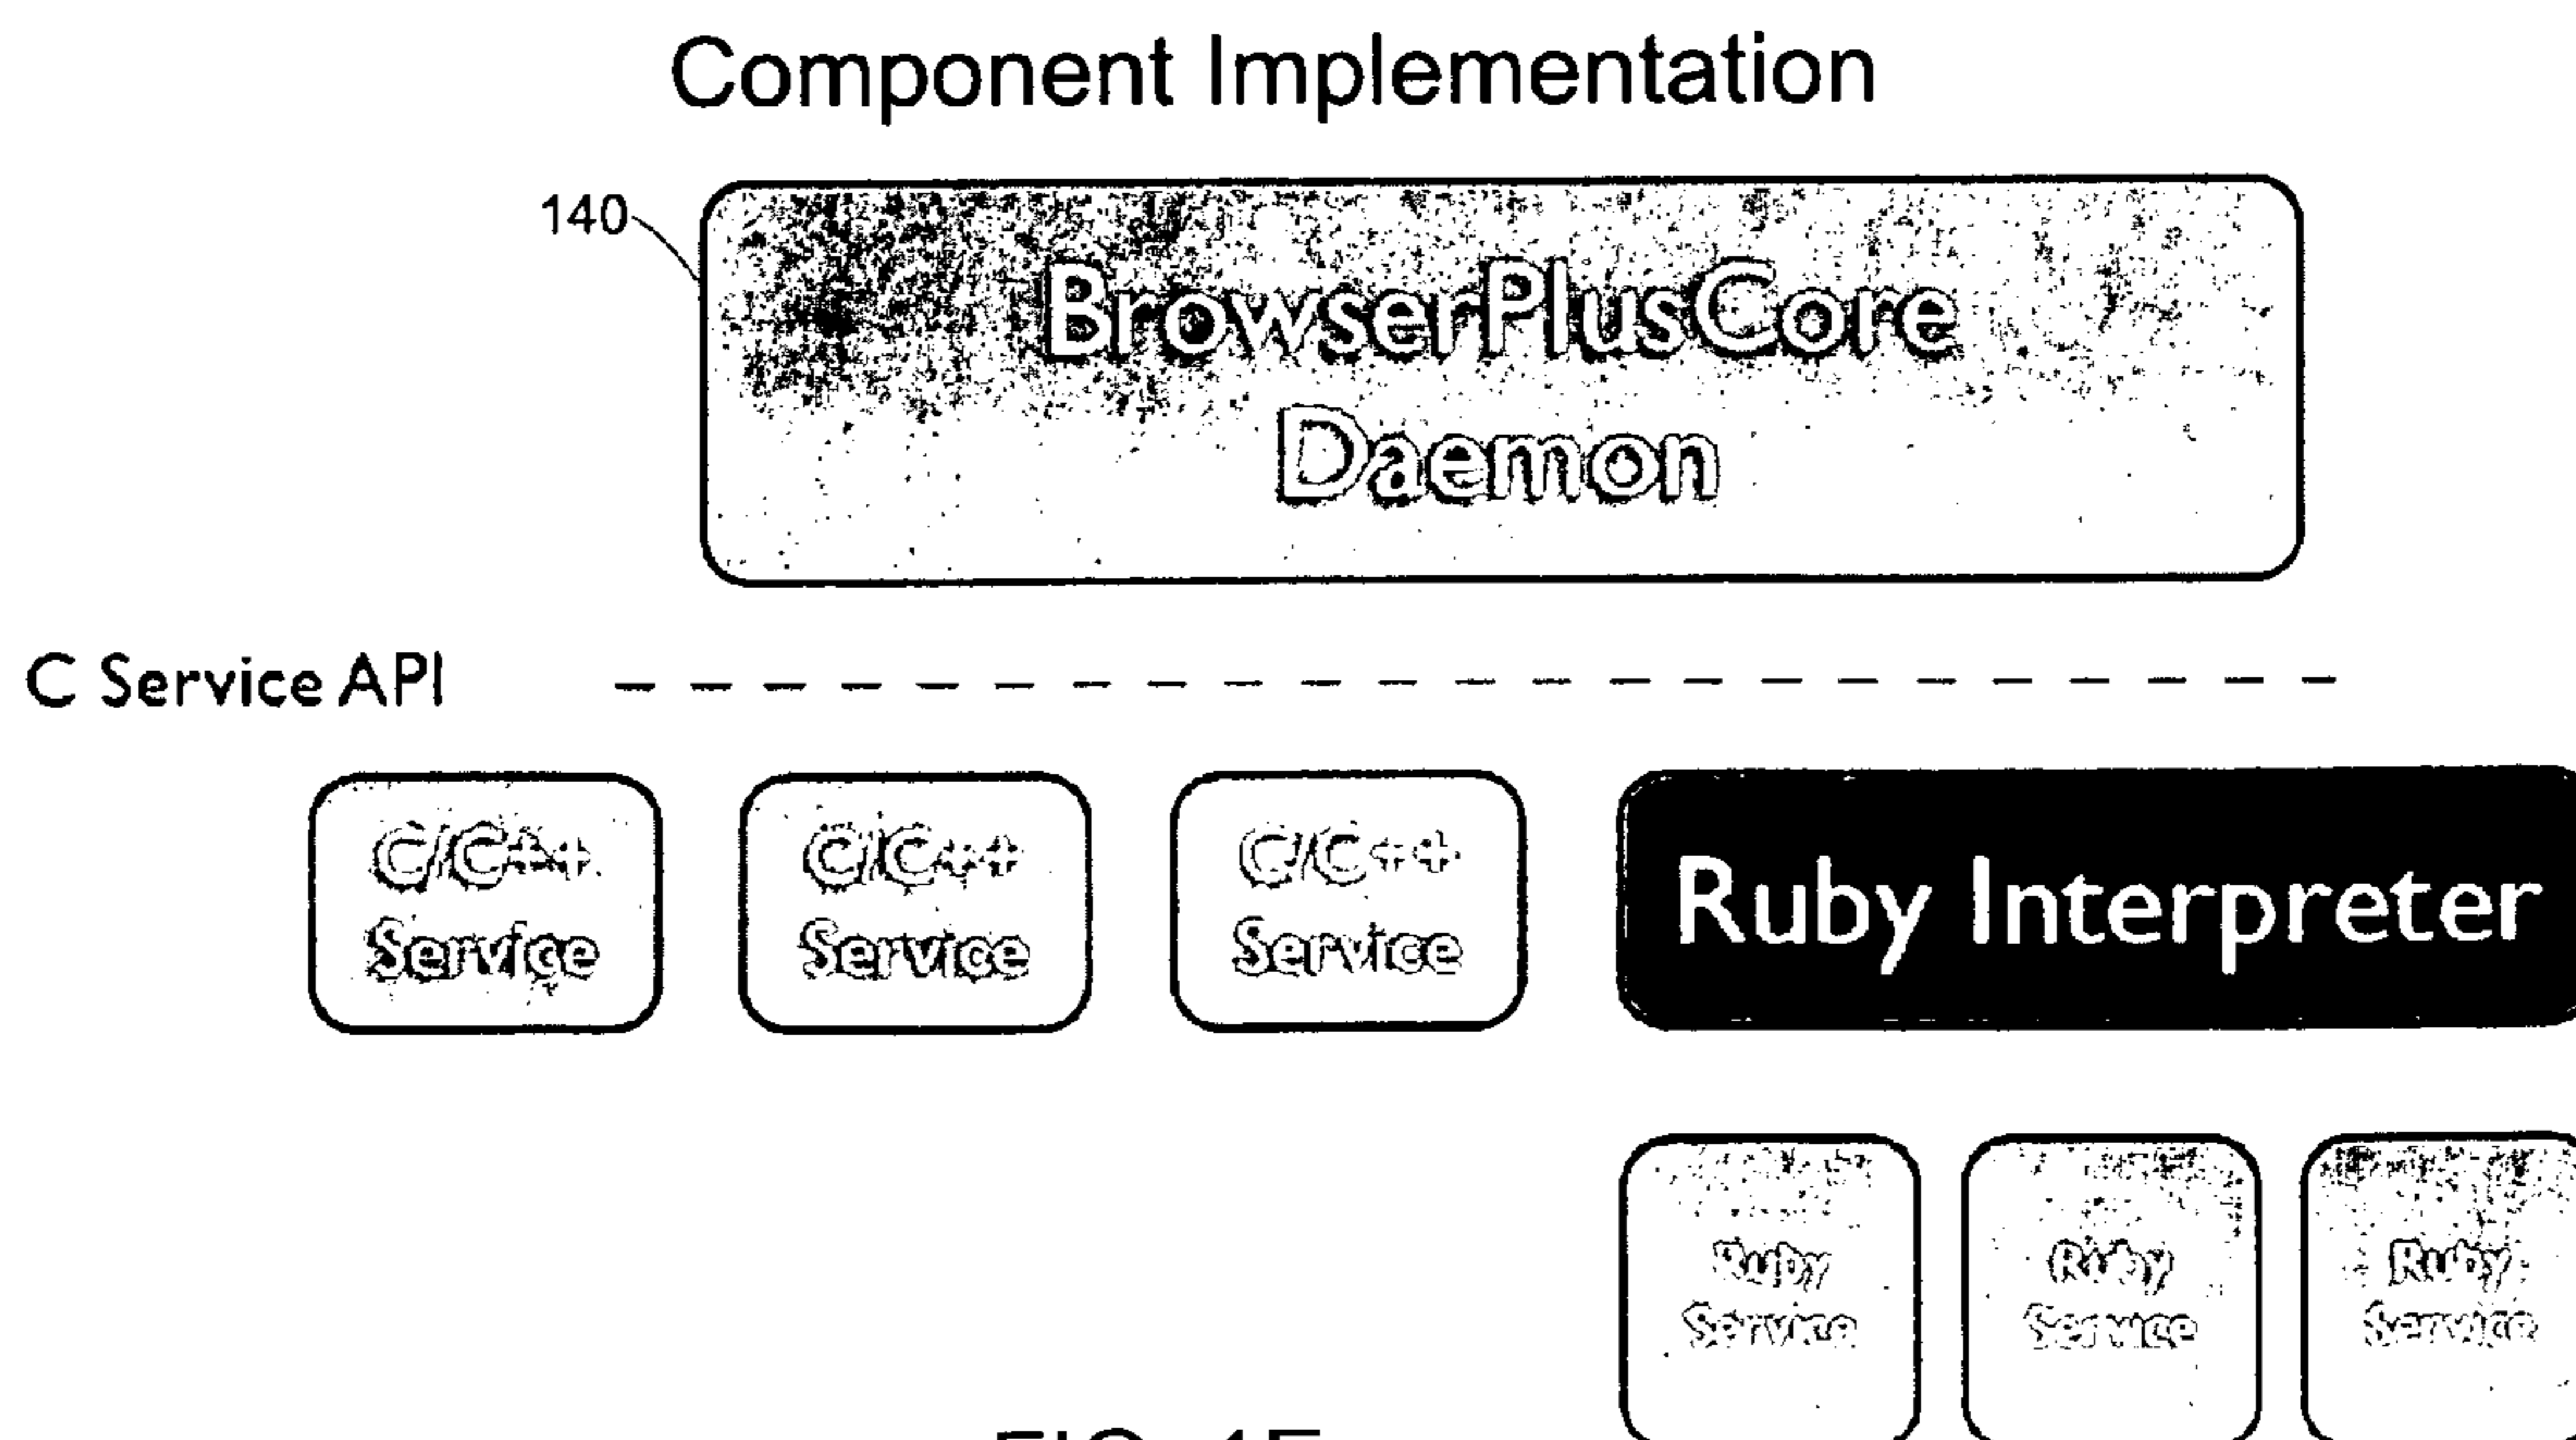 Component Implementation
140
BrowserPlusCore
Daemon
C Service API
C/C++
Service
C/C++
Service
C/C++
Service
Ruby Interpreter
Ruby
Service
Ruby
Service
Ruby
Service